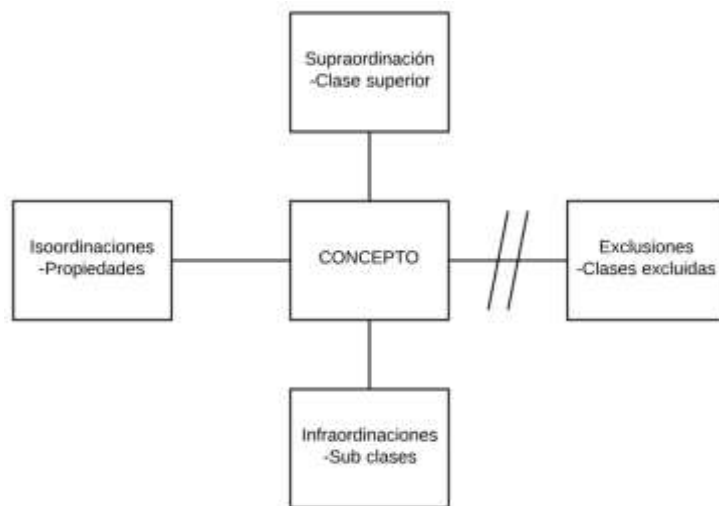 Supraordinación
-Clase superior
Isoordinaciones
-Propiedades
CONCEPTO
Exclusiones
-Clases excluidas
Infraordinaciones
-Sub clases